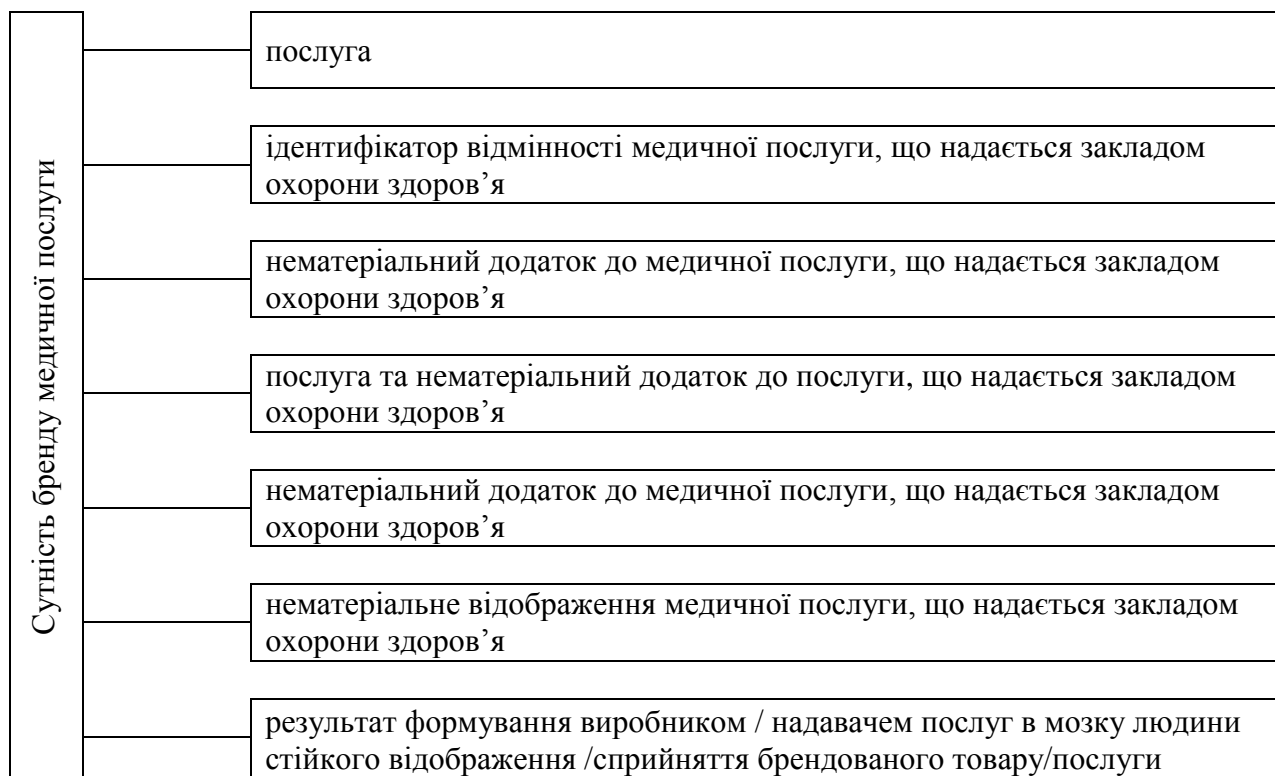 Сутність бренду медичної послуги
послуга
ідентифікатор відмінності медичної послуги, що надається закладом
охорони здоров’я
нематеріальний додаток до медичної послуги, що надається закладом
охорони здоров’я
послуга та нематеріальний додаток до послуги, що надається закладом
охорони здоров’я
нематеріальний додаток до медичної послуги, що надається закладом
охорони здоров’я
нематеріальне відображення медичної послуги, що надається закладом
охорони здоров’я
результат формування виробником / надавачем послуг в мозку людини
стійкого відображення /сприйняття брендованого товару/послуги